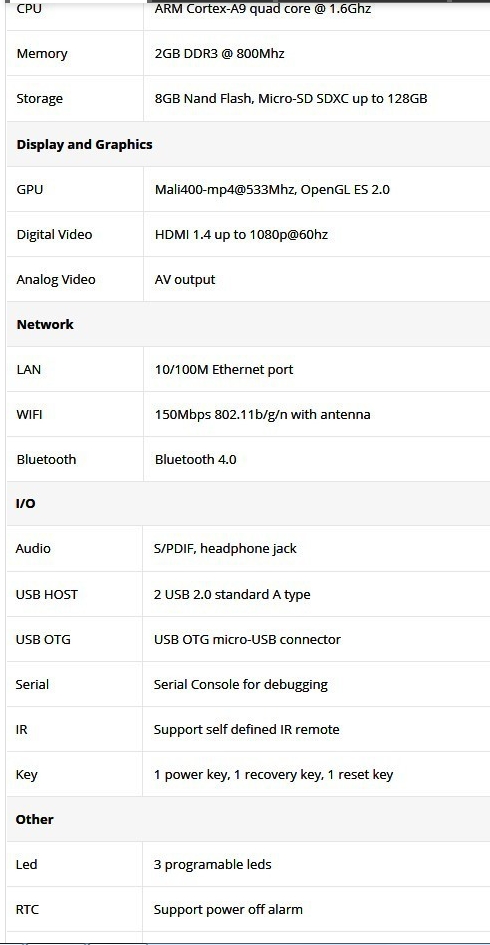 CPU ARM Cortex-A9 quad core @ 1.6Ghz
Memory 2GB DDR3 @ 800Mhz
Storage 8GB Nand Flash, Micro-SD SDXC up to 128GB
Display and Graphics
GPU Mali400-mp4@533Mhz, OpenGL ES 2.0
Digital Video HDMI 1.4 up to 1080p@60hz
Analog Video AV output
Network
LAN 10/100M Ethernet port
WIFI 150Mbps 802.11b/g/n with antenna
Bluetooth Bluetooth 4.0
I/O
Audio S/PDIF, headphone jack
USB HOST 2 USB 2.0 standard A type
USB OTG USB OTG micro-USB connector
Serial Serial Console for debugging
IR Support self defined IR remote
Key 1 power key, 1 recovery key, 1 reset key
Other
Led 3 programable leds
RTC Support power off alarm